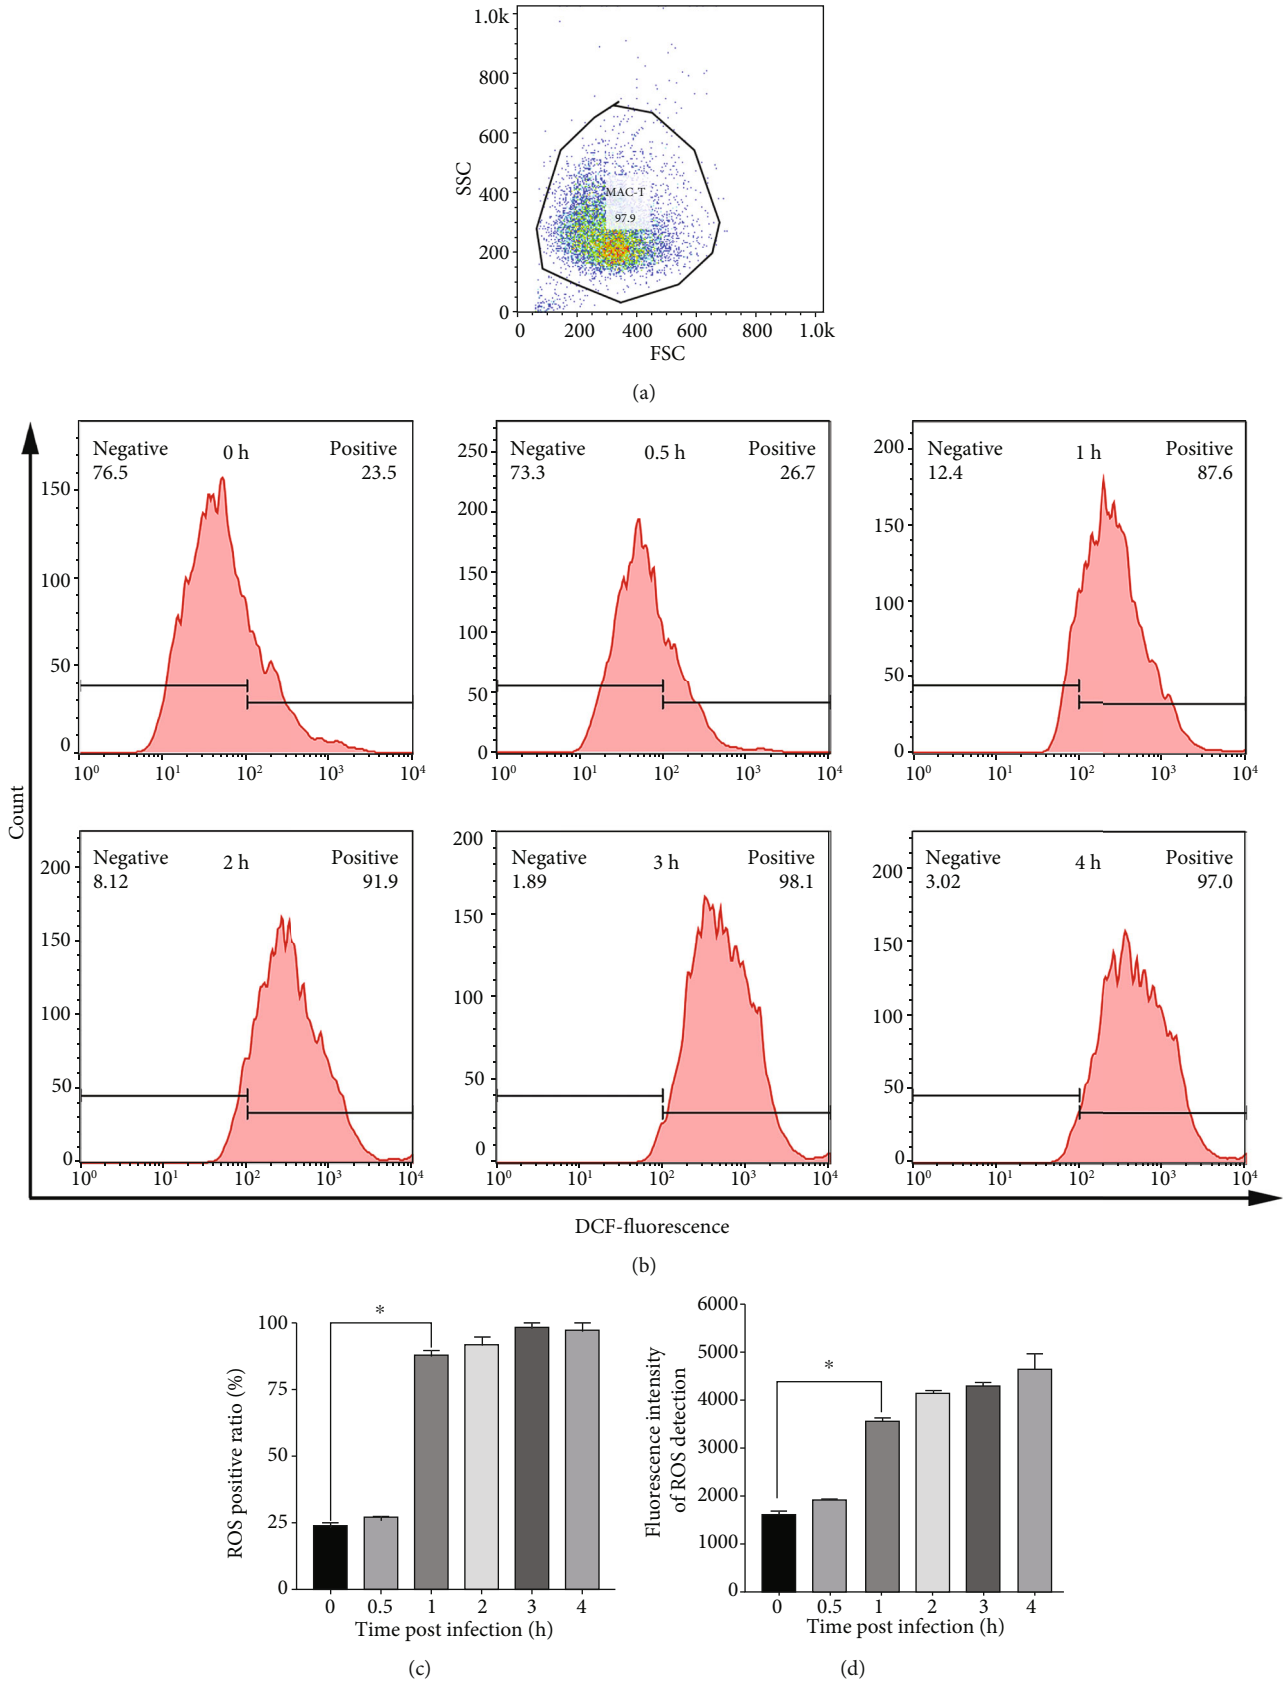 1.0k
800
600
400
200
0
SSC
MAC-T
97.9
0 200 400 600 800 1.0k
FSC
(a)
Count
Negative 0 h Positive
76.5 23.5
150
100
50
0
10⁰ 10¹ 10² 10³ 10⁴
Negative 0.5 h Positive
73.3 26.7
250
200
150
100
50
0
10⁰ 10¹ 10² 10³ 10⁴
Negative 1 h Positive
12.4 87.6
200
150
100
50
0
10⁰ 10¹ 10² 10³ 10⁴
Negative 2 h Positive
8.12 91.9
200
150
100
50
0
10⁰ 10¹ 10² 10³ 10⁴
Negative 3 h Positive
1.89 98.1
200
150
100
50
0
10⁰ 10¹ 10² 10³ 10⁴
Negative 4 h Positive
3.02 97.0
200
150
100
50
0
10⁰ 10¹ 10² 10³ 10⁴
DCF-fluorescence
(b)
ROS positive ratio (%)
100
75
50
25
0
*
0 0.5 1 2 3 4
Time post infection (h)
(c)
Fluorescence intensity
of ROS detection
6000
5000
4000
3000
2000
1000
0
*
0 0.5 1 2 3 4
Time post infection (h)
(d)